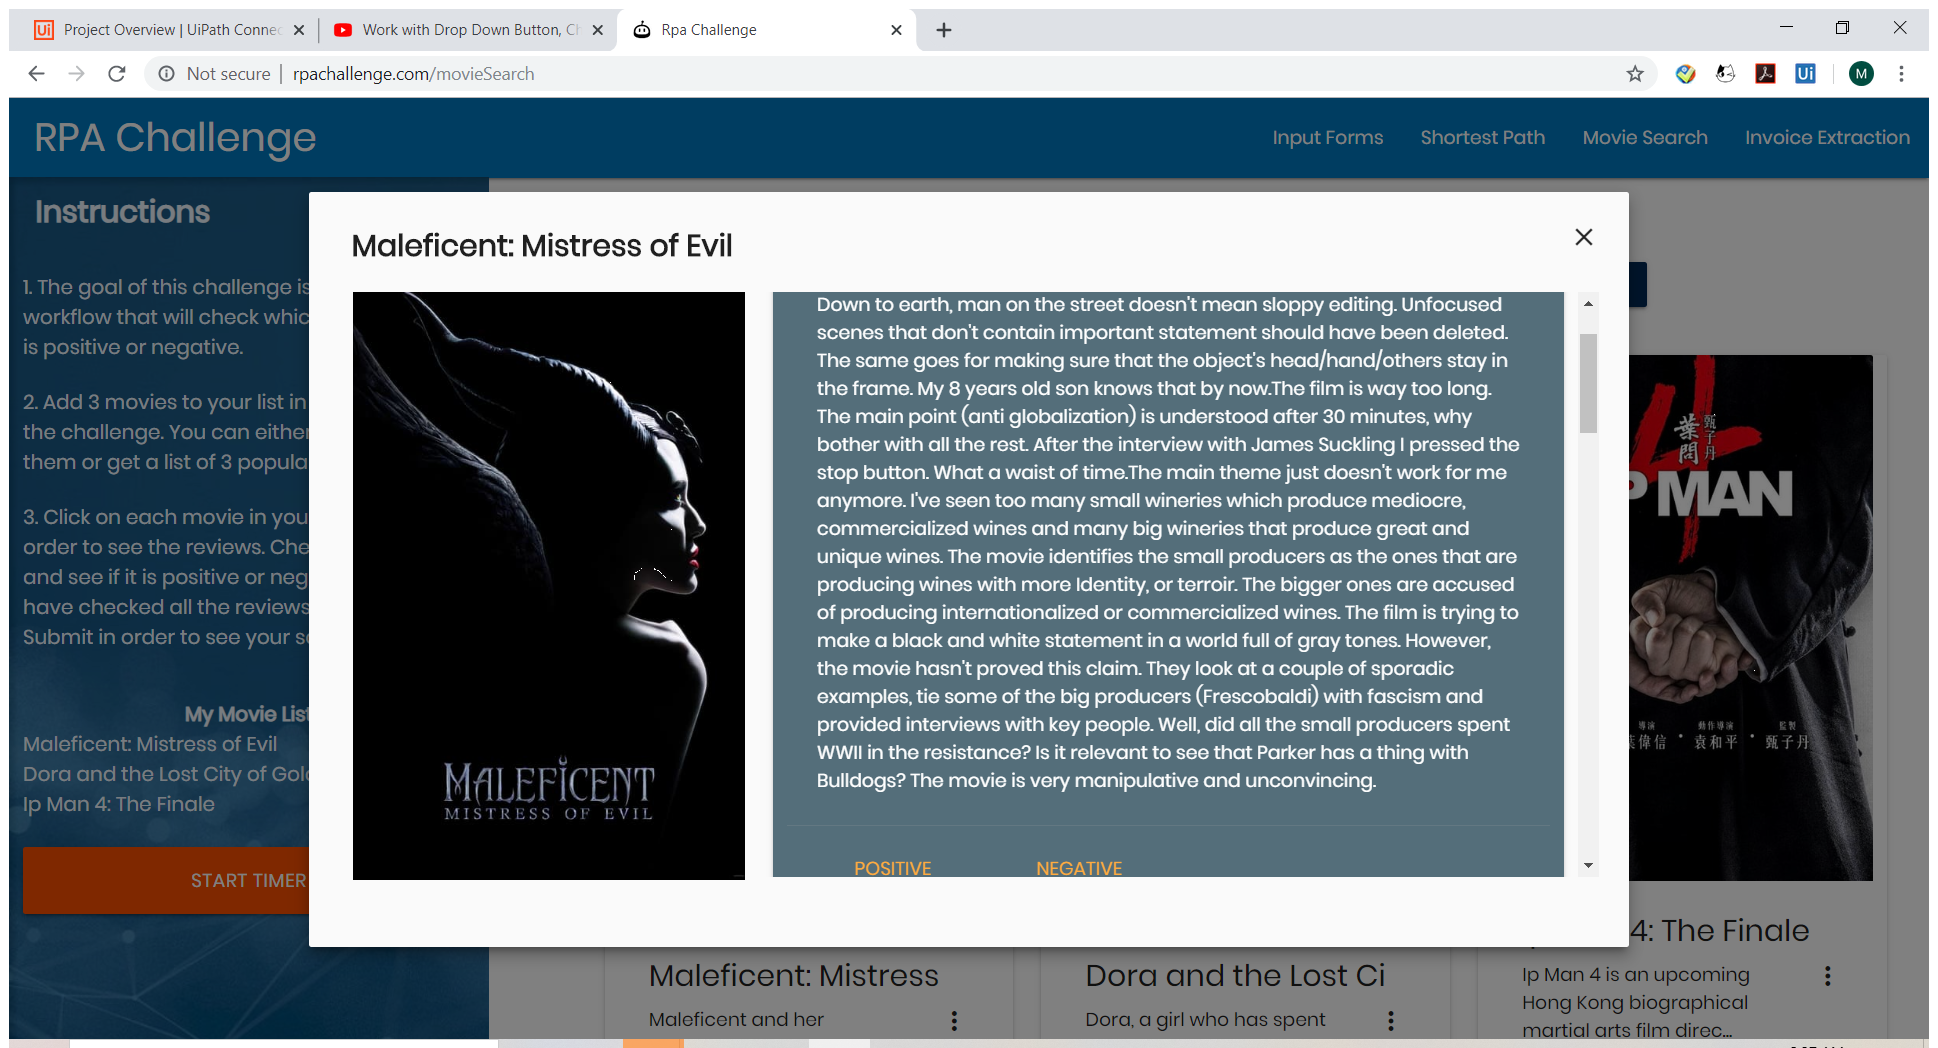 Project Overview | UiPath Connec
Work with Drop Down Button, Ch
Rpa Challenge
Not secure | rpachallenge.com/movieSearch
M
RPA Challenge
Input Forms
Shortest Path
Movie Search
Invoice Extraction
Instructions
1. The goal of this challenge is
workflow that will check whic
is positive or negative.
2. Add 3 movies to your list in
the challenge. You can either
them or get a list of 3 popula
3. Click on each movie in you
order to see the reviews. Che
and see if it is positive or neg
have checked all the reviews
Submit in order to see your s
My Movie List
Maleficent: Mistress of Evil
Dora and the Lost City of Gol
Ip Man 4: The Finale
START TIMER
Maleficent: Mistress of Evil
MALEFICENT
MISTRESS OF EVIL
Down to earth, man on the street doesn't mean sloppy editing. Unfocused
scenes that don't contain important statement should have been deleted.
The same goes for making sure that the object's head/hand/others stay in
the frame. My 8 years old son knows that by now.The film is way too long.
The main point (anti globalization) is understood after 30 minutes, why
bother with all the rest. After the interview with James Suckling I pressed the
stop button. What a waist of time.The main theme just doesn't work for me
anymore. I've seen too many small wineries which produce mediocre,
commercialized wines and many big wineries that produce great and
unique wines. The movie identifies the small producers as the ones that are
producing wines with more Identity, or terroir. The bigger ones are accused
of producing internationalized or commercialized wines. The film is trying to
make a black and white statement in a world full of gray tones. However,
the movie hasn't proved this claim. They look at a couple of sporadic
examples, tie some of the big producers (Frescobaldi) with fascism and
provided interviews with key people. Well, did all the small producers spent
WWII in the resistance? Is it relevant to see that Parker has a thing with
Bulldogs? The movie is very manipulative and unconvincing.
POSITIVE
NEGATIVE
葉問
甄子丹
4
P MAN
導演
動作導演
監製
葉偉信 • 袁和平 • 甄子丹
Maleficent: Mistress
Maleficent and her
Dora and the Lost Ci
Dora, a girl who has spent
4: The Finale
Ip Man 4 is an upcoming
Hong Kong biographical
martial arts film direc...